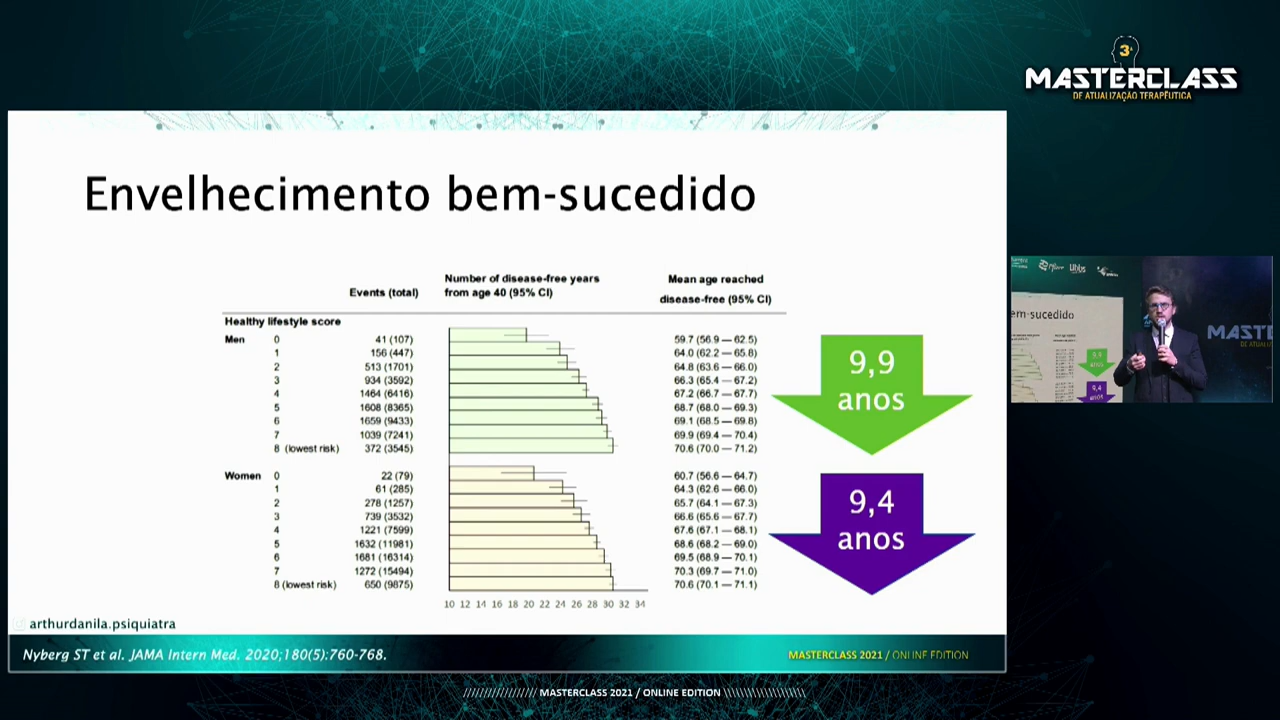 3ª
MASTERCLASS
DE ATUALIZAÇÃO TERAPÊUTICA
Envelhecimento bem-sucedido
Events (total) Number of disease-free years from age 40 (95% CI) Mean age reached disease-free (95% CI)
Healthy lifestyle score
Men 0 41 (107) 59.7 (56.9 — 62.5)
1 156 (447) 64.0 (62.2 — 65.8)
2 513 (1701) 64.8 (63.6 — 66.0)
3 934 (3592) 66.3 (65.4 — 67.2)
4 1464 (6416) 67.2 (66.7 — 67.7)
5 1608 (8365) 68.7 (68.0 — 69.3)
6 1659 (9433) 69.1 (68.5 — 69.8)
7 1039 (7241) 69.9 (69.4 — 70.4)
8 (lowest risk) 372 (3545) 70.6 (70.0 — 71.2)
Women 0 22 (79) 60.7 (56.6 — 64.7)
1 61 (285) 64.3 (62.6 — 66.0)
2 278 (1257) 65.7 (64.1 — 67.3)
3 739 (3532) 66.6 (65.6 — 67.7)
4 1221 (7599) 67.6 (67.1 — 68.1)
5 1632 (11981) 68.6 (68.2 — 69.0)
6 1681 (16314) 69.5 (68.9 — 70.1)
7 1272 (15494) 70.3 (69.7 — 71.0)
8 (lowest risk) 650 (9875) 70.6 (70.1 — 71.1)
10 12 14 16 18 20 22 24 26 28 30 32 34
9,9
anos
9,4
anos
em-sucedido
9,9
anos
9,4
anos
MASTE
DE ATUALIZ
arthurdanila.psiquiatra
Nyberg ST et al. JAMA Intern Med. 2020;180(5):760-768.
MASTERCLASS 2021 / ONLINE EDITION
////////////////// MASTERCLASS 2021 / ONLINE EDITION \\\\\\\\\\\\\\\\\\